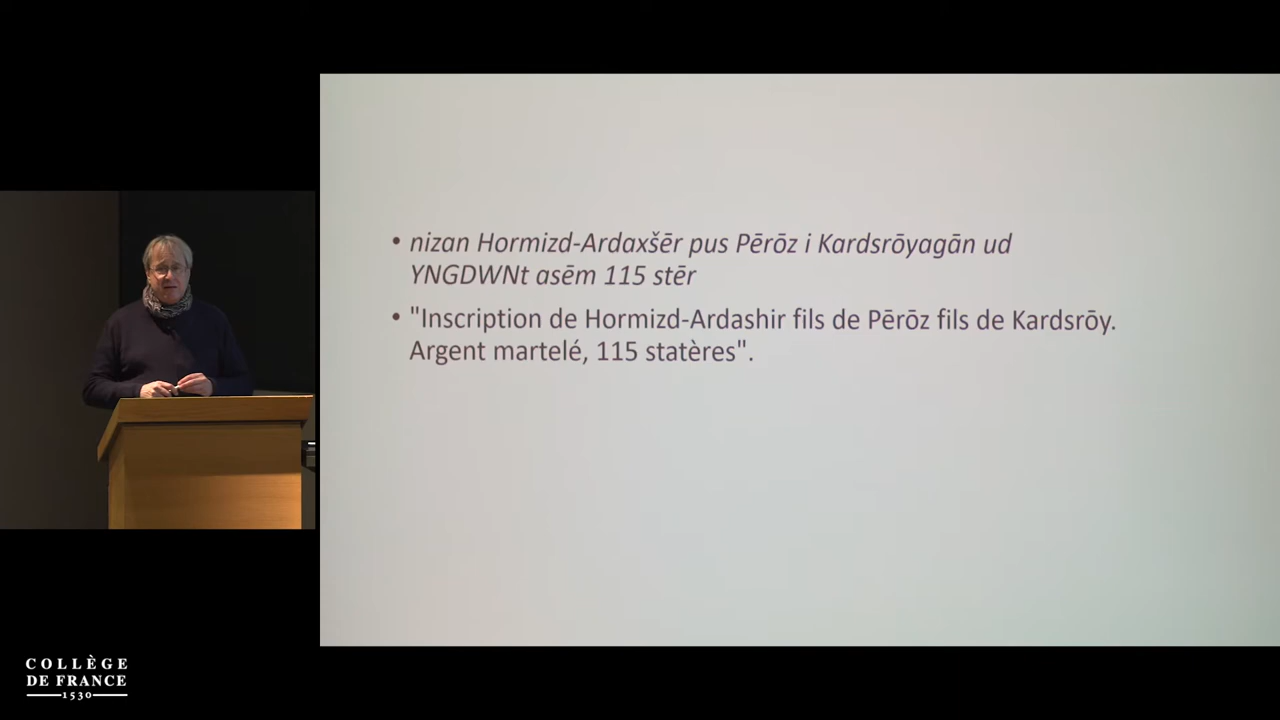 • nizan Hormizd-Ardaxšēr pus Pērōz i Kardsrōyagān ud
YNGDWNt asēm 115 stēr
• "Inscription de Hormizd-Ardashir fils de Pērōz fils de Kardsrōy.
Argent martelé, 115 statères".
COLLÈGE
DE FRANCE
1530